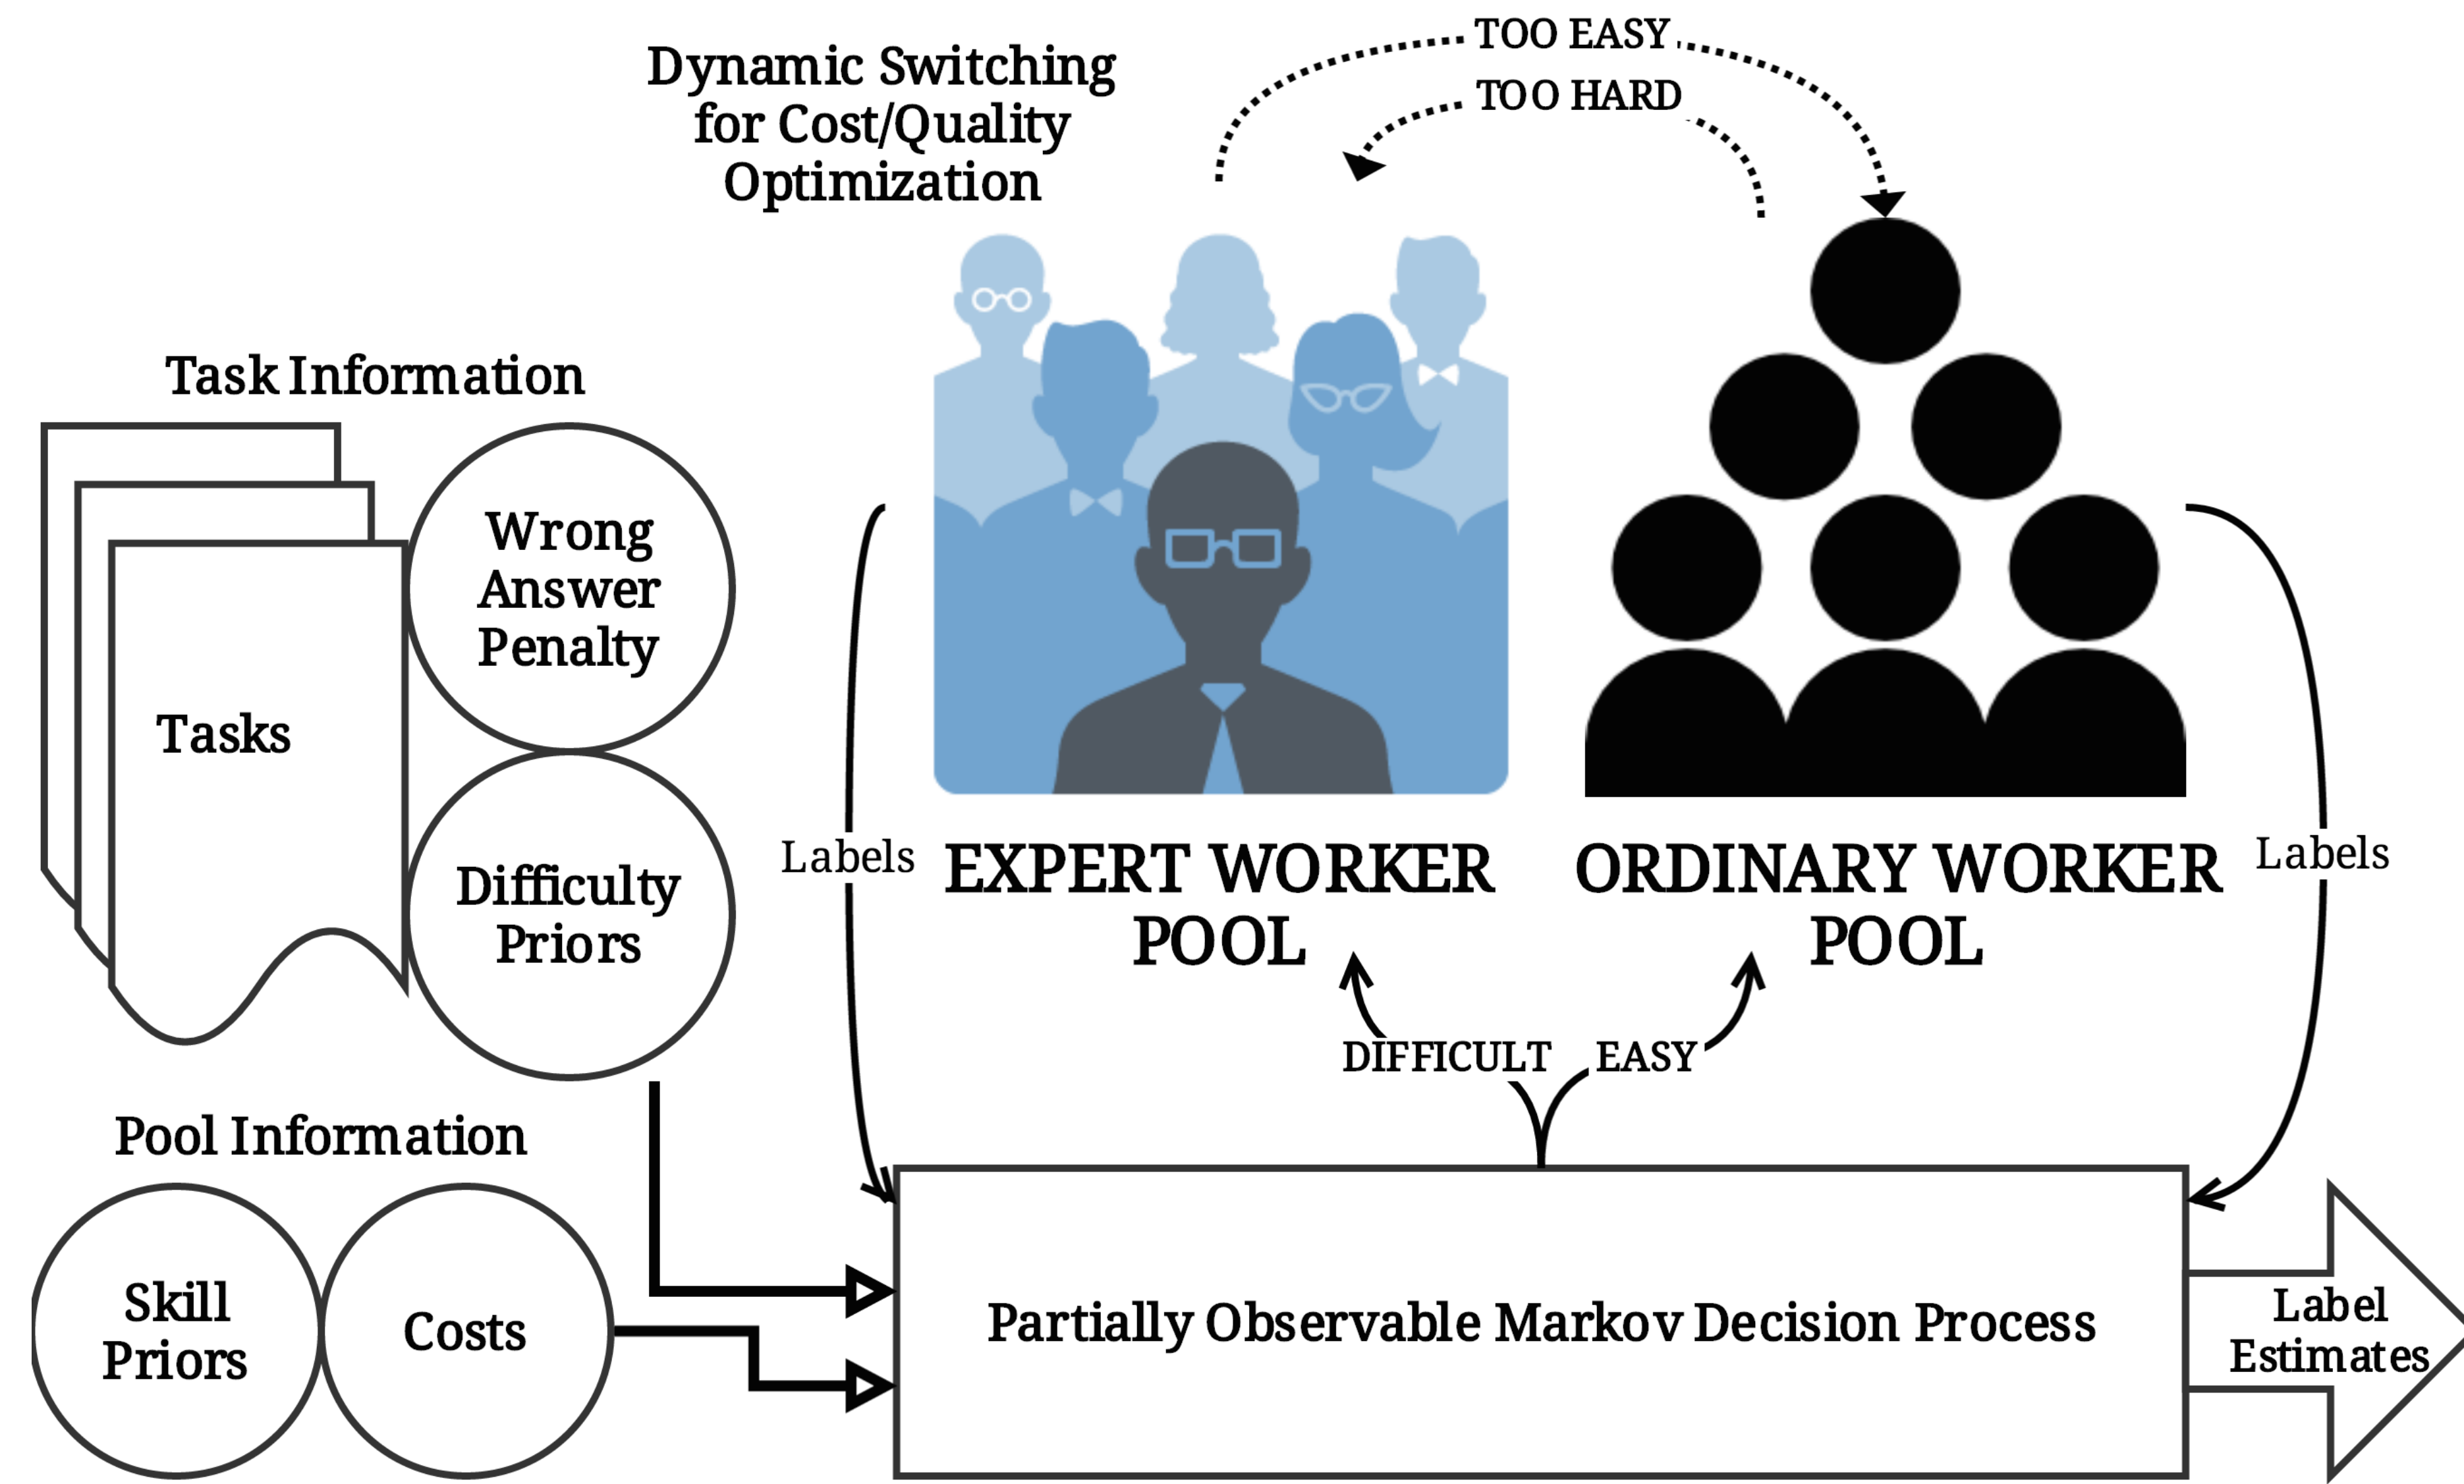 TOO EASY
TOO HARD
Dynamic Switching
for Cost/Quality
Optimization
Task Information
Wrong
Answer
Penalty
Tasks
Difficulty
Priors
Labels
EXPERT WORKER
POOL
ORDINARY WORKER
POOL
Labels
DIFFICULT
EASY
Pool Information
Skill
Priors
Costs
Partially Observable Markov Decision Process
Label
Estimates